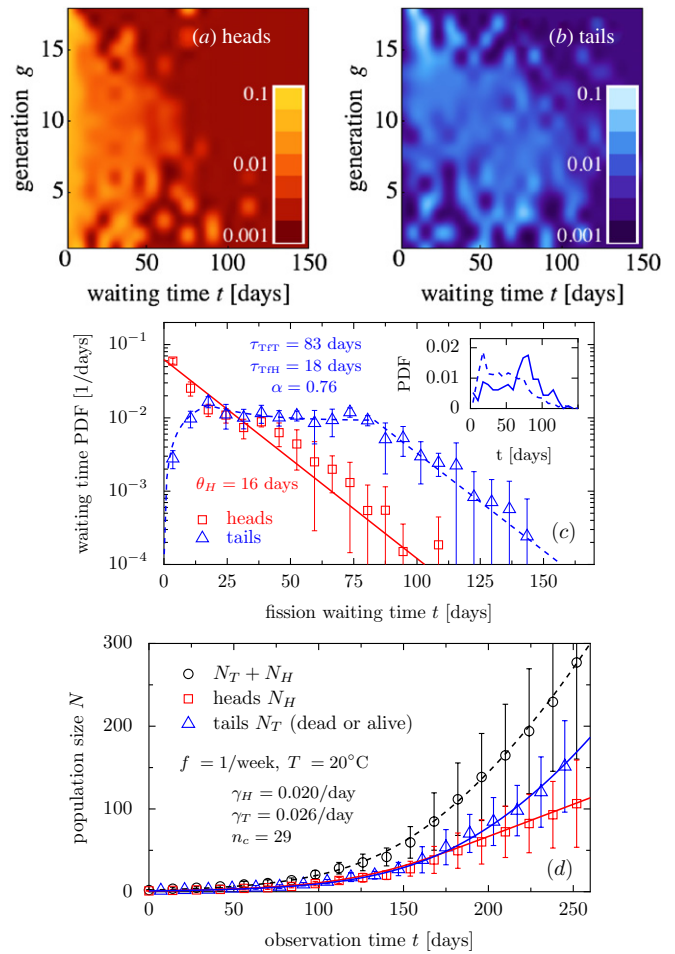 (a) heads
(b) tails
15
10
5
generation g
0.1
0.01
0.001
0 50 100 150
waiting time t [days]
15
10
5
generation g
0.1
0.01
0.001
0 50 100 150
waiting time t [days]
waiting time PDF [1/days]
10⁻¹
10⁻²
10⁻³
10⁻⁴
τTfT = 83 days
τTfH = 18 days
α = 0.76
θH = 16 days
heads
tails
PDF
0.02
0.01
0
0 50 100
t [days]
(c)
0 25 50 75 100 125 150
fission waiting time t [days]
population size N
300
200
100
0
N_T + N_H
heads N_H
tails N_T (dead or alive)
f = 1/week, T = 20°C
γH = 0.020/day
γT = 0.026/day
n_c = 29
(d)
0 50 100 150 200 250
observation time t [days]